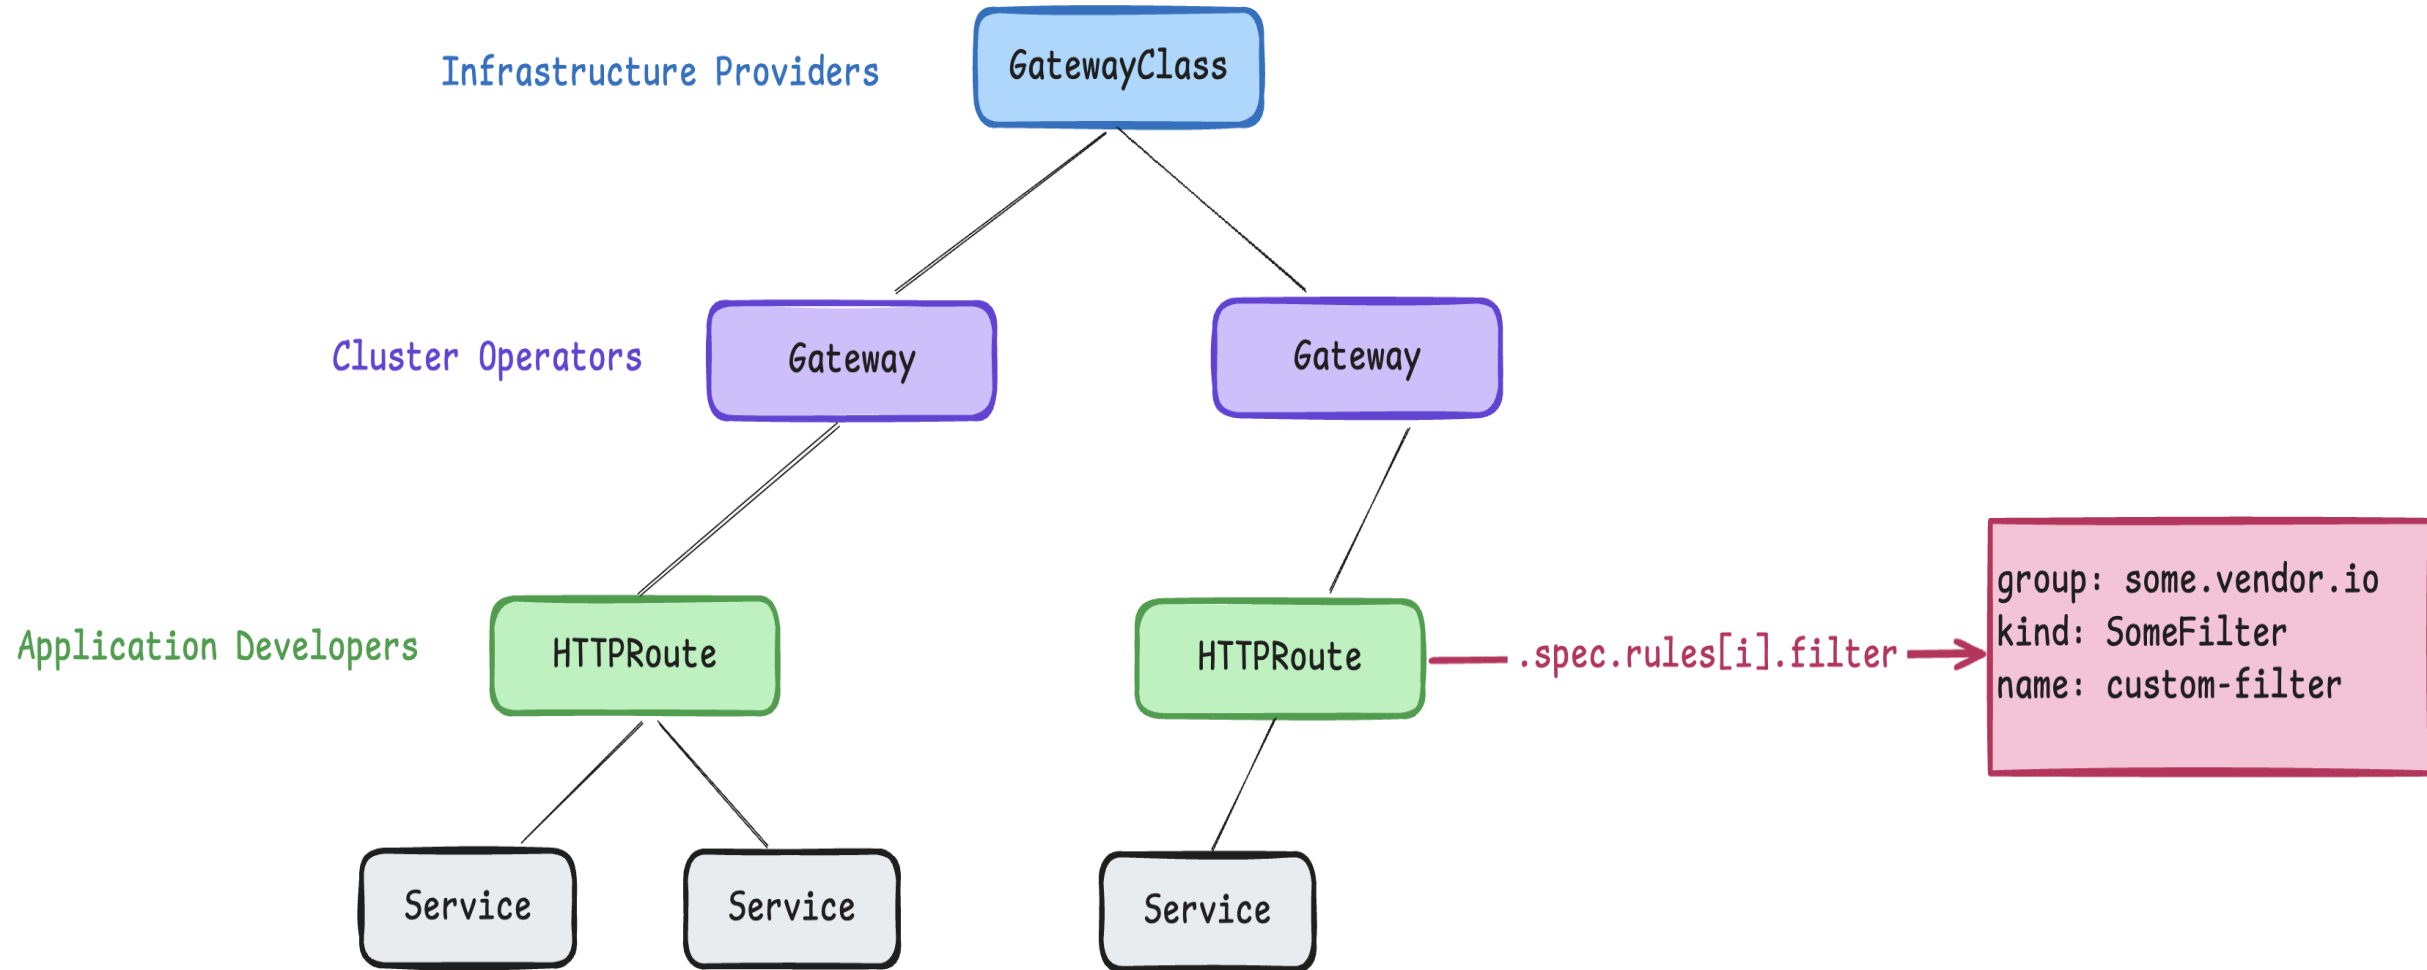 Infrastructure Providers
GatewayClass
Cluster Operators
Gateway
Gateway
Application Developers
HTTPRoute
HTTPRoute
.spec.rules[i].filter
group: some.vendor.io
kind: SomeFilter
name: custom-filter
Service
Service
Service